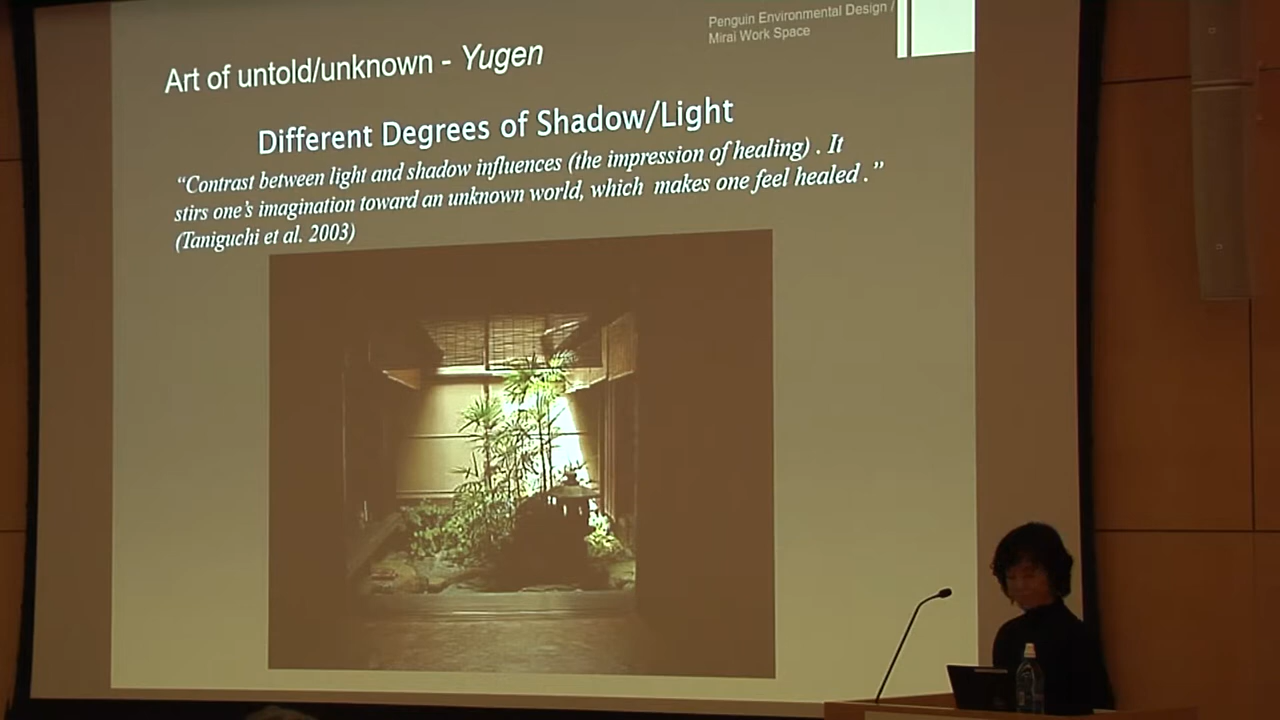 Penguin Environmental Design /
Mirai Work Space
Art of untold/unknown - Yugen
Different Degrees of Shadow/Light
“Contrast between light and shadow influences (the impression of healing) . It
stirs one’s imagination toward an unknown world, which makes one feel healed .”
(Taniguchi et al. 2003)